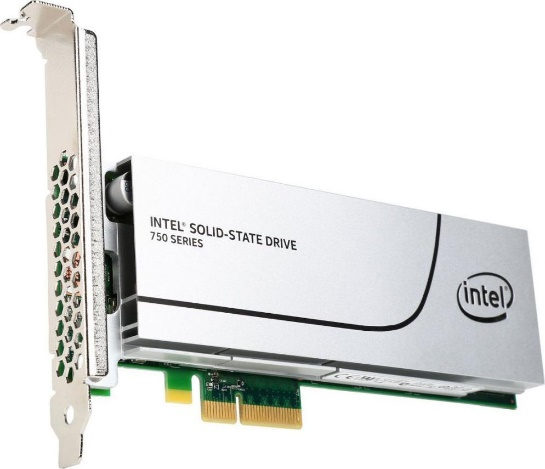 INTEL® SOLID-STATE DRIVE
750 SERIES
intel®